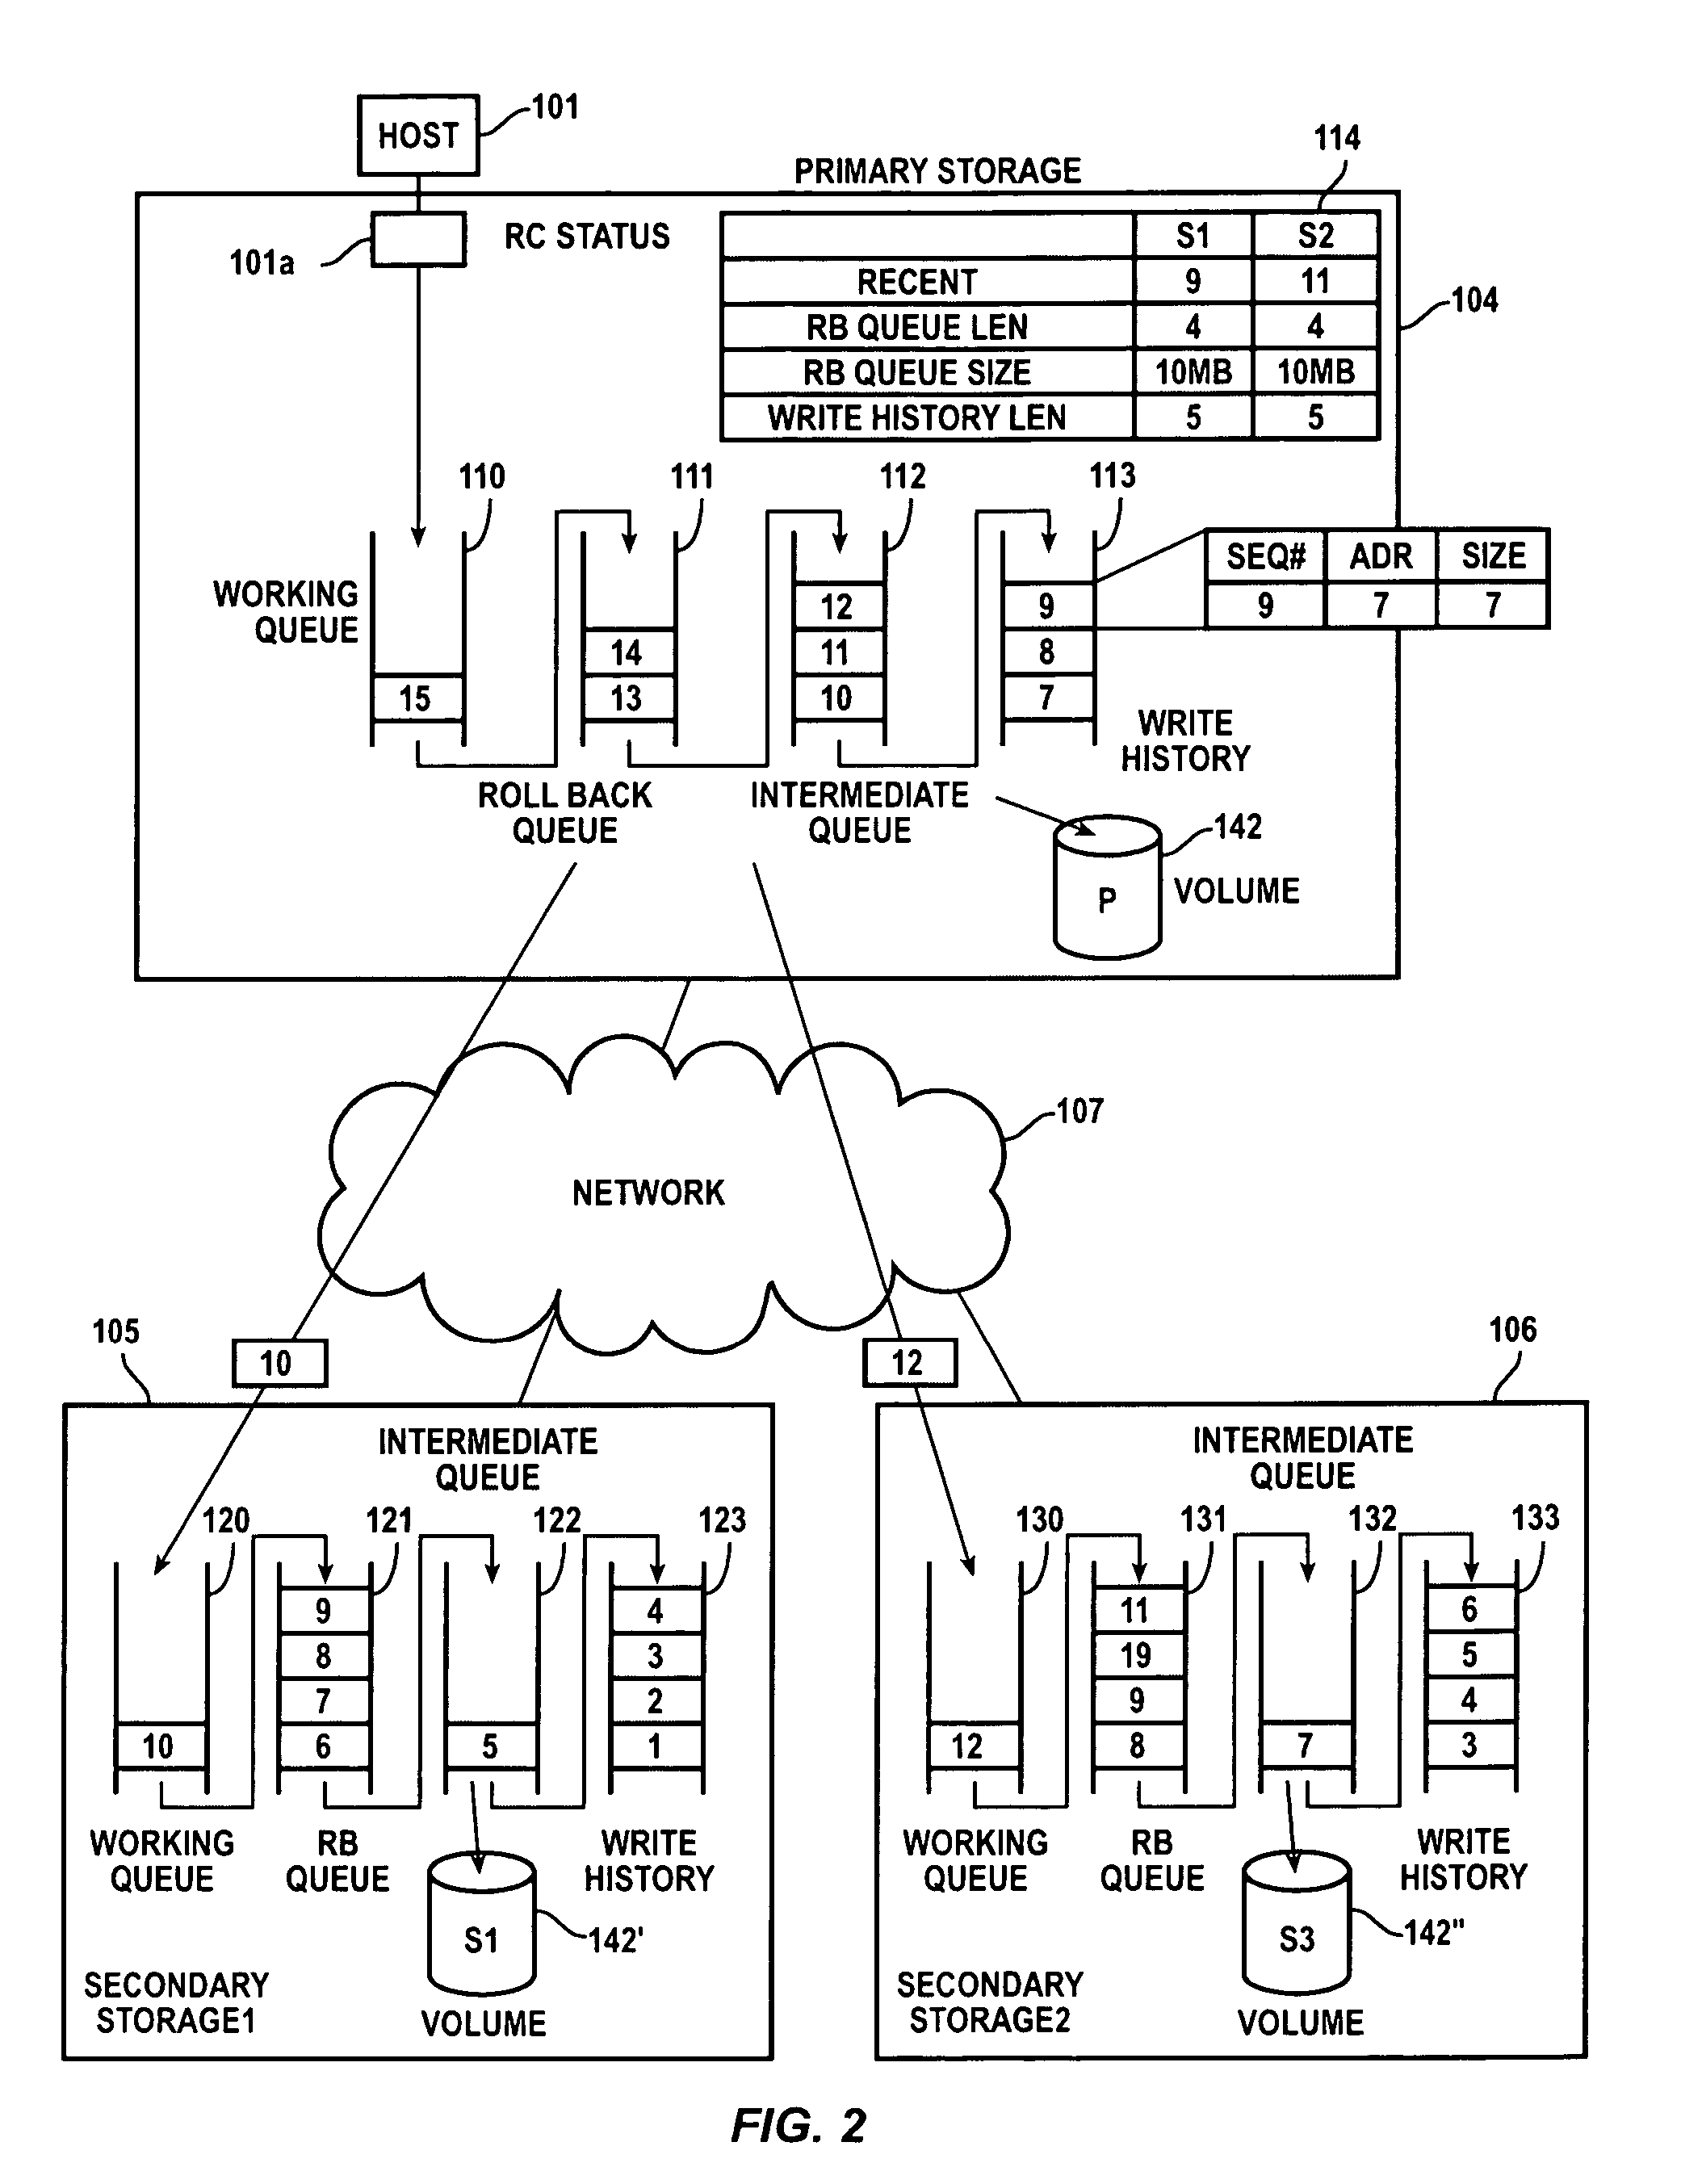 101
HOST
114
PRIMARY STORAGE
101a
RC STATUS
S1 S2
RECENT 9 11
RB QUEUE LEN 4 4
RB QUEUE SIZE 10MB 10MB
WRITE HISTORY LEN 5 5
104
110 111 112 113
SEQ# ADR SIZE
9 7 7
WORKING
QUEUE
15
14
13
12
11
10
9
8
7
WRITE
HISTORY
ROLL BACK
QUEUE
INTERMEDIATE
QUEUE
142
P
VOLUME
107
NETWORK
105
10
12
106
INTERMEDIATE
QUEUE
120 121 122 123
10
9
8
7
6
5
4
3
2
1
WORKING
QUEUE
RB
QUEUE
WRITE
HISTORY
S1
142'
SECONDARY
STORAGE1
VOLUME
INTERMEDIATE
QUEUE
130 131 132 133
12
11
19
9
8
7
6
5
4
3
WORKING
QUEUE
RB
QUEUE
WRITE
HISTORY
S3
142"
SECONDARY
STORAGE2
VOLUME
FIG. 2